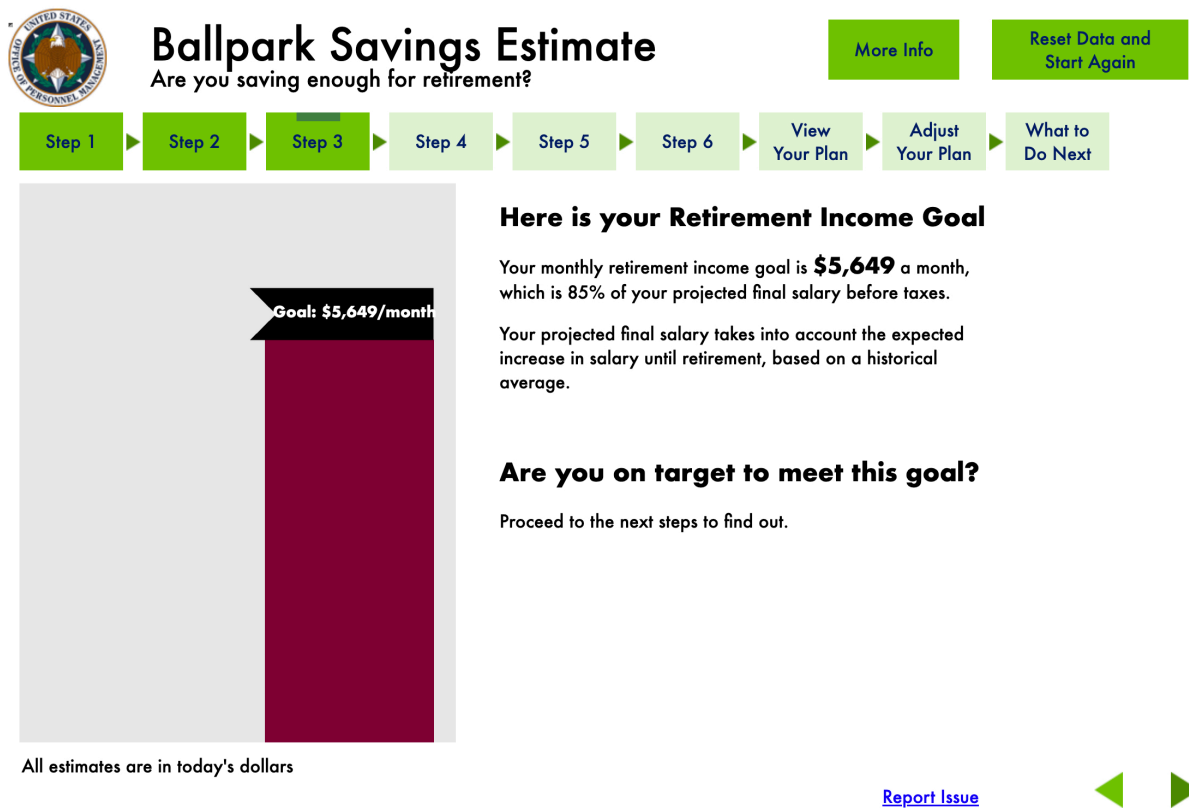 UNITED STATES
OFFICE OF PERSONNEL MANAGEMENT
Ballpark Savings Estimate
Are you saving enough for retirement?
More Info
Reset Data and
Start Again
Step 1
Step 2
Step 3
Step 4
Step 5
Step 6
View
Your Plan
Adjust
Your Plan
What to
Do Next
Goal: $5,649/month
Here is your Retirement Income Goal
Your monthly retirement income goal is $5,649 a month,
which is 85% of your projected final salary before taxes.
Your projected final salary takes into account the expected
increase in salary until retirement, based on a historical
average.
Are you on target to meet this goal?
Proceed to the next steps to find out.
All estimates are in today's dollars
Report Issue